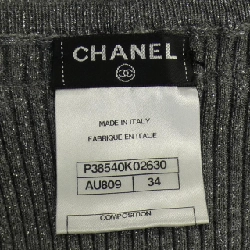 CHANEL
MADE IN ITALY
FABRIQUE EN ITALIE
P38540K02630
AU809 34
COMPOSITION